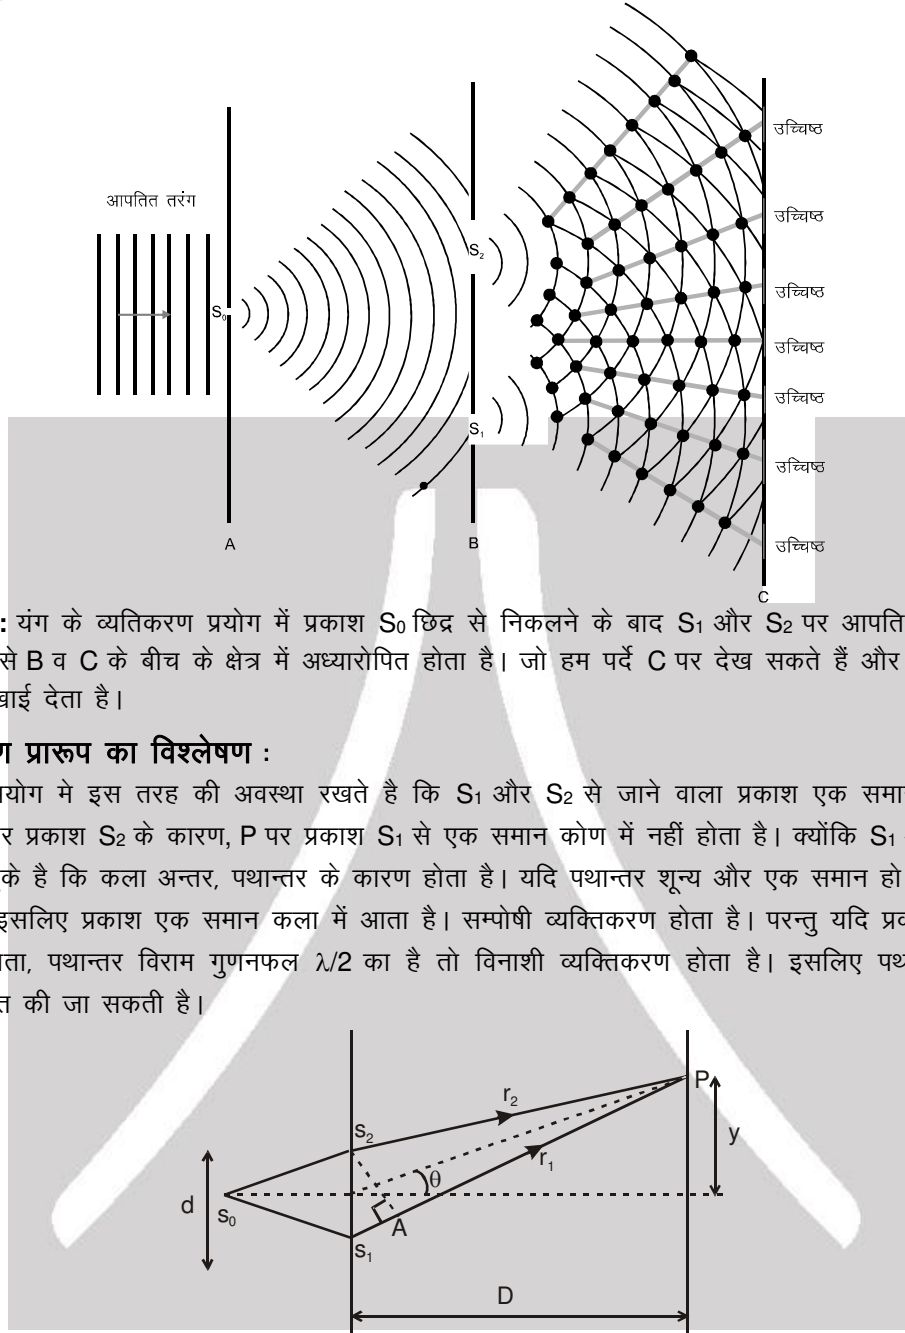 आपतित तरंग
S0
A
S2
S1
B
उच्चिष्ठ
उच्चिष्ठ
उच्चिष्ठ
उच्चिष्ठ
उच्चिष्ठ
उच्चिष्ठ
उच्चिष्ठ
C
: यंग के व्यतिकरण प्रयोग में प्रकाश S0 छिद्र से निकलने के बाद S1 और S2 पर
से B व C के बीच के क्षेत्र में अध्यारोपित होता है। जो हम पर्दे C पर देख सकते हैं और
देता है।
प्रारूप का विश्लेषण :
मे इस तरह की अवस्था रखते है कि S1 और S2 से जाने वाला प्रकाश एक
प्रकाश S2 के कारण, P पर प्रकाश S1 से एक समान कोण में नहीं होता है। क्योंकि S1
है कि कला अन्तर, पथान्तर के कारण होता है। यदि पथान्तर शून्य और एक समान हो
इसलिए प्रकाश एक समान कला में आता है। सम्पोषी व्यक्तिकरण होता है। परन्तु यदि
पथान्तर विराम गुणनफल λ/2 का है तो विनाशी व्यक्तिकरण होता है। इसलिए
की जा सकती है।
P
r2
s2
y
r1
θ
d
s0
A
s1
D